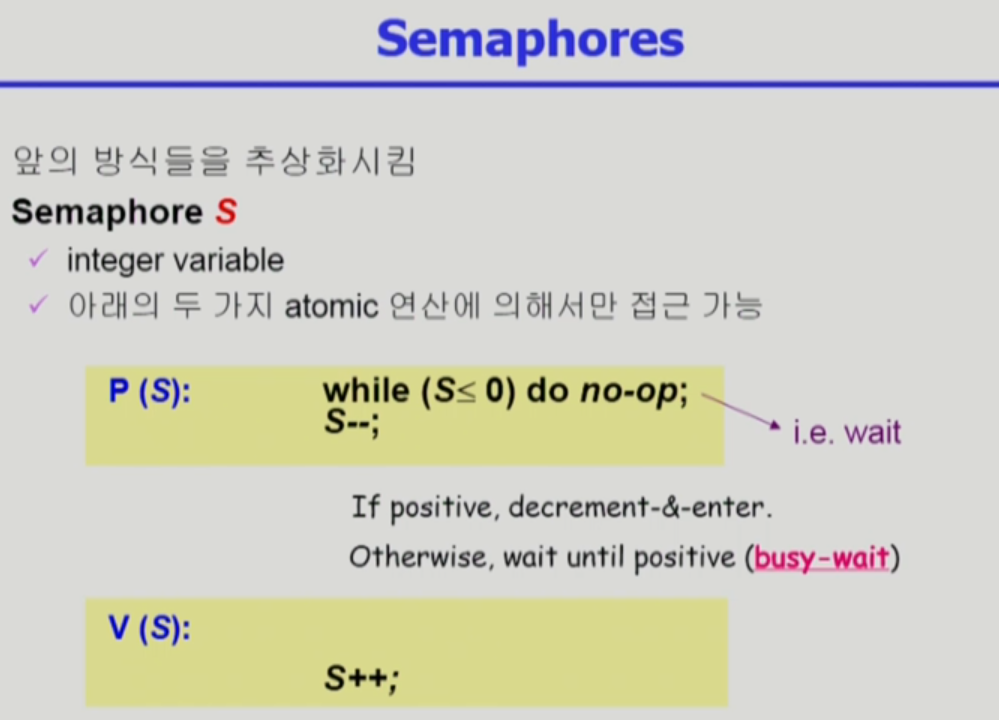 Semaphores
앞의 방식들을 추상화시킴
Semaphore S
✓ integer variable
✓ 아래의 두 가지 atomic 연산에 의해서만 접근 가능
P (S): while (S≤ 0) do no-op;
S--;
i.e. wait
If positive, decrement-&-enter.
Otherwise, wait until positive (busy-wait)
V (S):
S++;